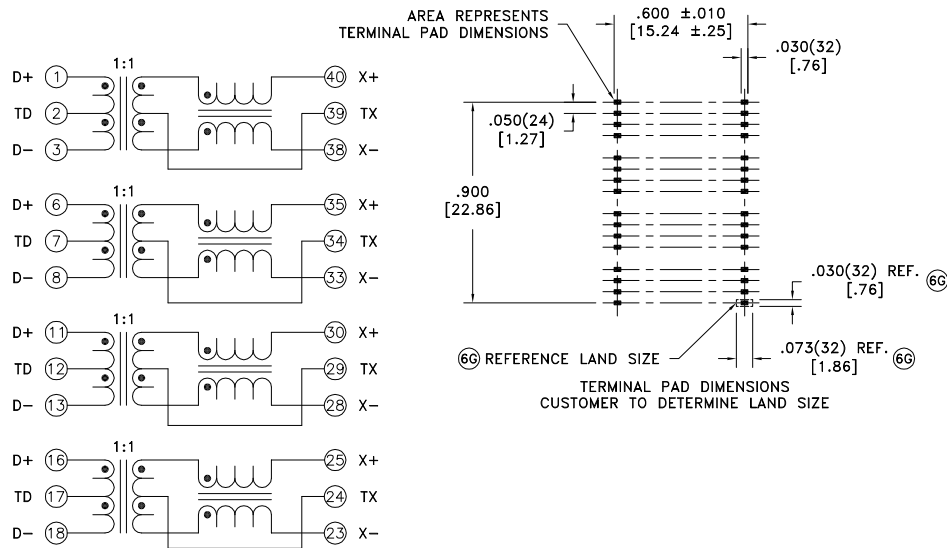 1:1
D+ 1 40 X+
TD 2 39 TX
D- 3 38 X-
1:1
D+ 6 35 X+
TD 7 34 TX
D- 8 33 X-
1:1
D+ 11 30 X+
TD 12 29 TX
D- 13 28 X-
1:1
D+ 16 25 X+
TD 17 24 TX
D- 18 23 X-
AREA REPRESENTS
TERMINAL PAD DIMENSIONS
.600 ±.010
[15.24 ±.25]
.030(32)
[.76]
.050(24)
[1.27]
.900
[22.86]
.030(32) REF. 6G
[.76]
6G REFERENCE LAND SIZE
.073(32) REF. 6G
[1.86]
TERMINAL PAD DIMENSIONS
CUSTOMER TO DETERMINE LAND SIZE